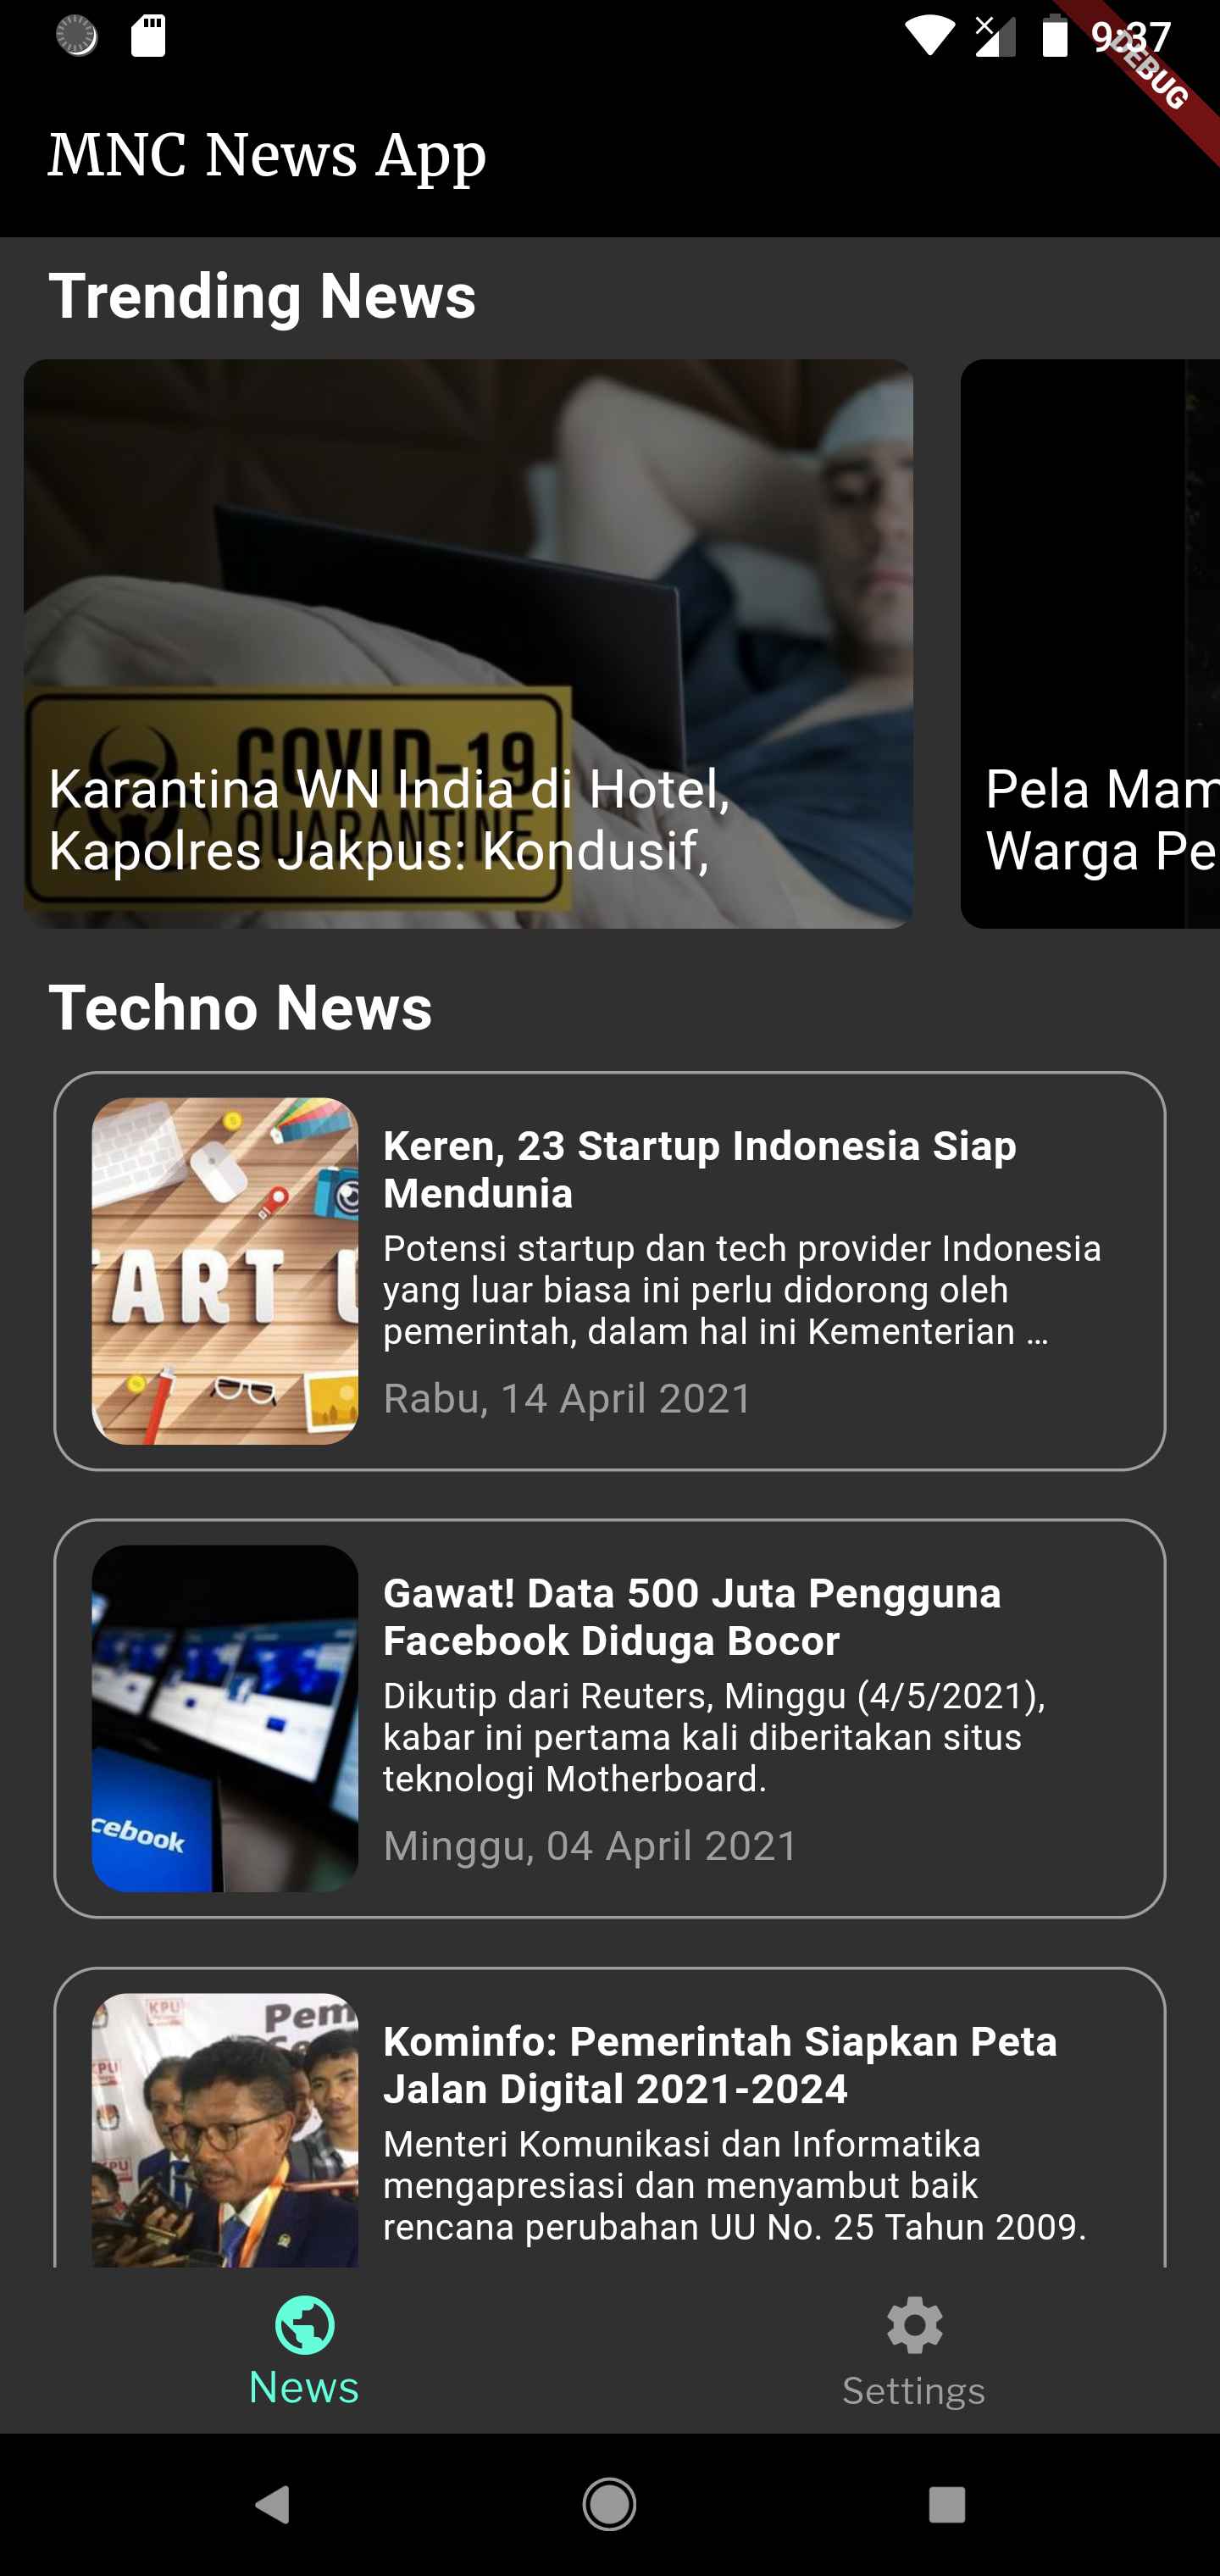 9:37
DEBUG
MNC News App
Trending News
COVID-19
QUARANTINE
Karantina WN India di Hotel,
Kapolres Jakpus: Kondusif,
Pela Mam
Warga Pe
Techno News
TART U
Keren, 23 Startup Indonesia Siap
Mendunia
Potensi startup dan tech provider Indonesia
yang luar biasa ini perlu didorong oleh
pemerintah, dalam hal ini Kementerian ...
Rabu, 14 April 2021
cebook
Gawat! Data 500 Juta Pengguna
Facebook Diduga Bocor
Dikutip dari Reuters, Minggu (4/5/2021),
kabar ini pertama kali diberitakan situs
teknologi Motherboard.
Minggu, 04 April 2021
KPU
Pem
KPU
KPU
Kominfo: Pemerintah Siapkan Peta
Jalan Digital 2021-2024
Menteri Komunikasi dan Informatika
mengapresiasi dan menyambut baik
rencana perubahan UU No. 25 Tahun 2009.
News
Settings